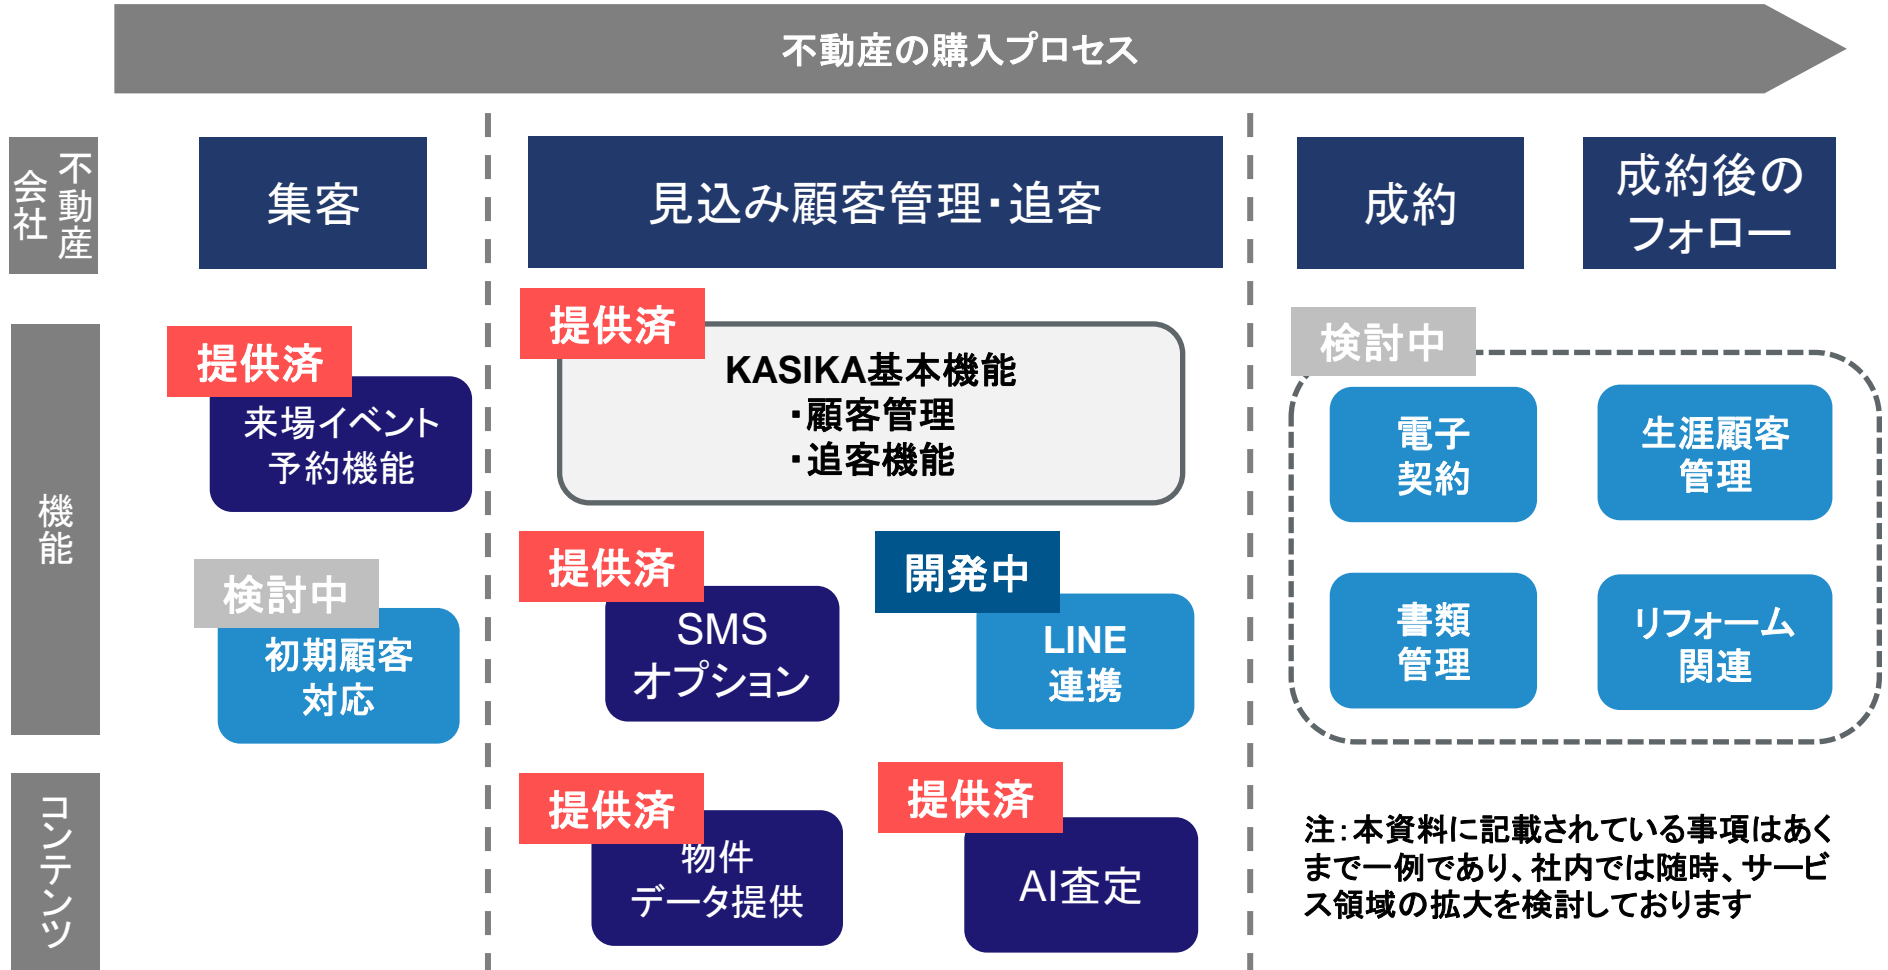 不動産の購入プロセス
不動産
会社
集客
見込み顧客管理・追客
成約
成約後の
フォロー
機能
提供済
来場イベント
予約機能
検討中
初期顧客
対応
提供済
KASIKA基本機能
・顧客管理
・追客機能
提供済
SMS
オプション
開発中
LINE
連携
検討中
電子
契約
生涯顧客
管理
書類
管理
リフォーム
関連
コンテンツ
提供済
物件
データ提供
提供済
AI査定
注：本資料に記載されている事項はあく
まで一例であり、社内では随時、サービ
ス領域の拡大を検討しております